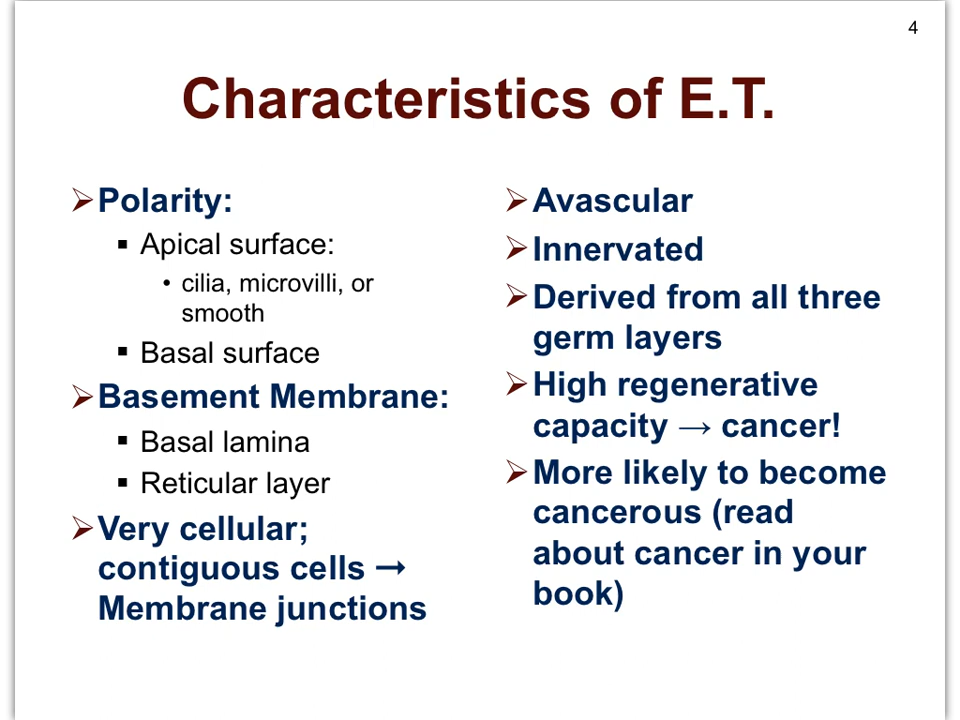 4
Characteristics of E.T.
➢Polarity:
▪ Apical surface:
• cilia, microvilli, or
smooth
▪ Basal surface
➢Basement Membrane:
▪ Basal lamina
▪ Reticular layer
➢Very cellular;
contiguous cells →
Membrane junctions
➢Avascular
➢Innervated
➢Derived from all three
germ layers
➢High regenerative
capacity → cancer!
➢More likely to become
cancerous (read
about cancer in your
book)